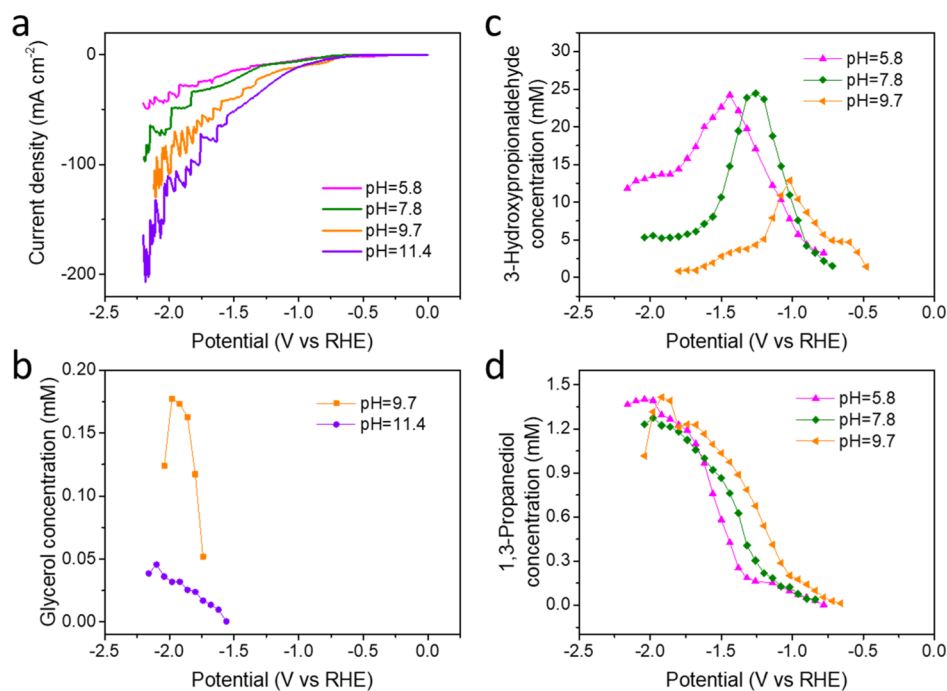 a
Current density (mA cm⁻²)
0
-100
-200
pH=5.8
pH=7.8
pH=9.7
pH=11.4
-2.5 -2.0 -1.5 -1.0 -0.5 0.0
Potential (V vs RHE)
c
3-Hydroxypropionaldehyde
concentration (mM)
30
25
20
15
10
5
0
pH=5.8
pH=7.8
pH=9.7
-2.5 -2.0 -1.5 -1.0 -0.5 0.0
Potential (V vs RHE)
b
Glycerol concentration (mM)
0.20
0.15
0.10
0.05
0.00
pH=9.7
pH=11.4
-2.5 -2.0 -1.5 -1.0 -0.5 0.0
Potential (V vs RHE)
d
1,3-Propanediol
concentration (mM)
1.5
1.2
0.9
0.6
0.3
0.0
pH=5.8
pH=7.8
pH=9.7
-2.5 -2.0 -1.5 -1.0 -0.5 0.0
Potential (V vs RHE)